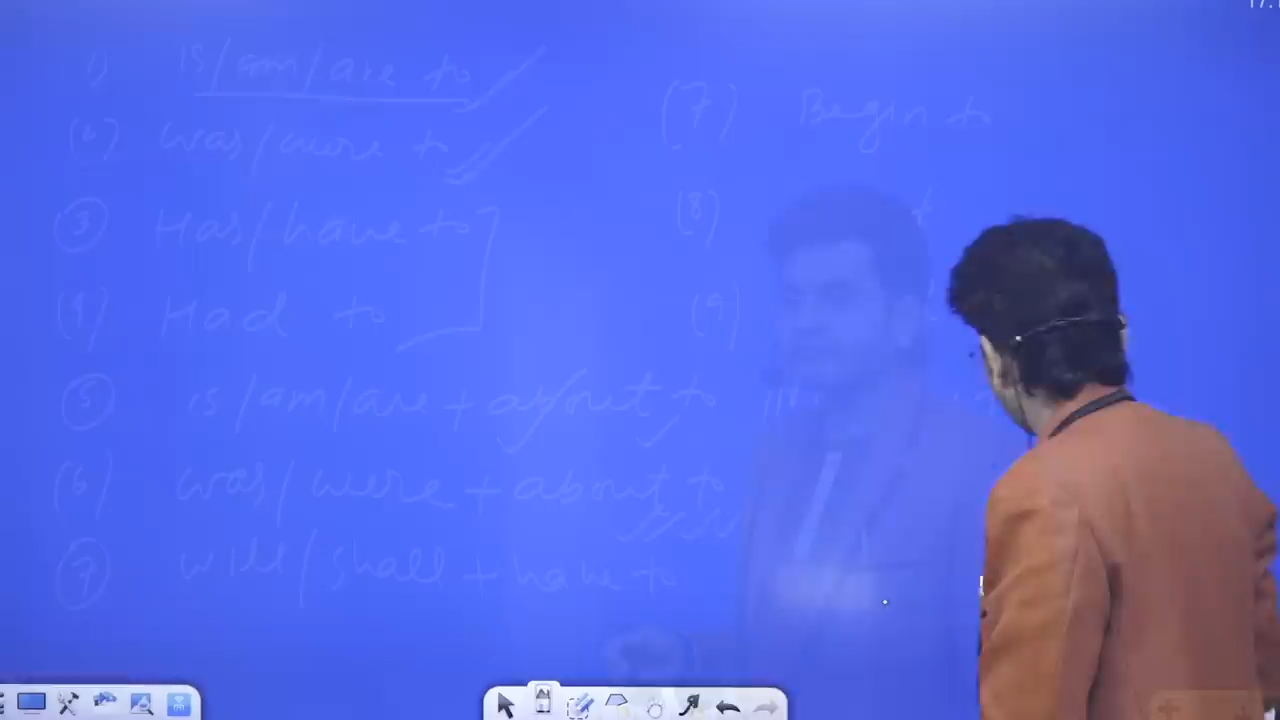 1) is/am/are to
(2) was/were to
(3) Has/have to
(4) Had to
(5) is/am/are + about to
(6) was/were + about to
(7) will/shall + have to
(7) Begin to
(8)
(9)
17: